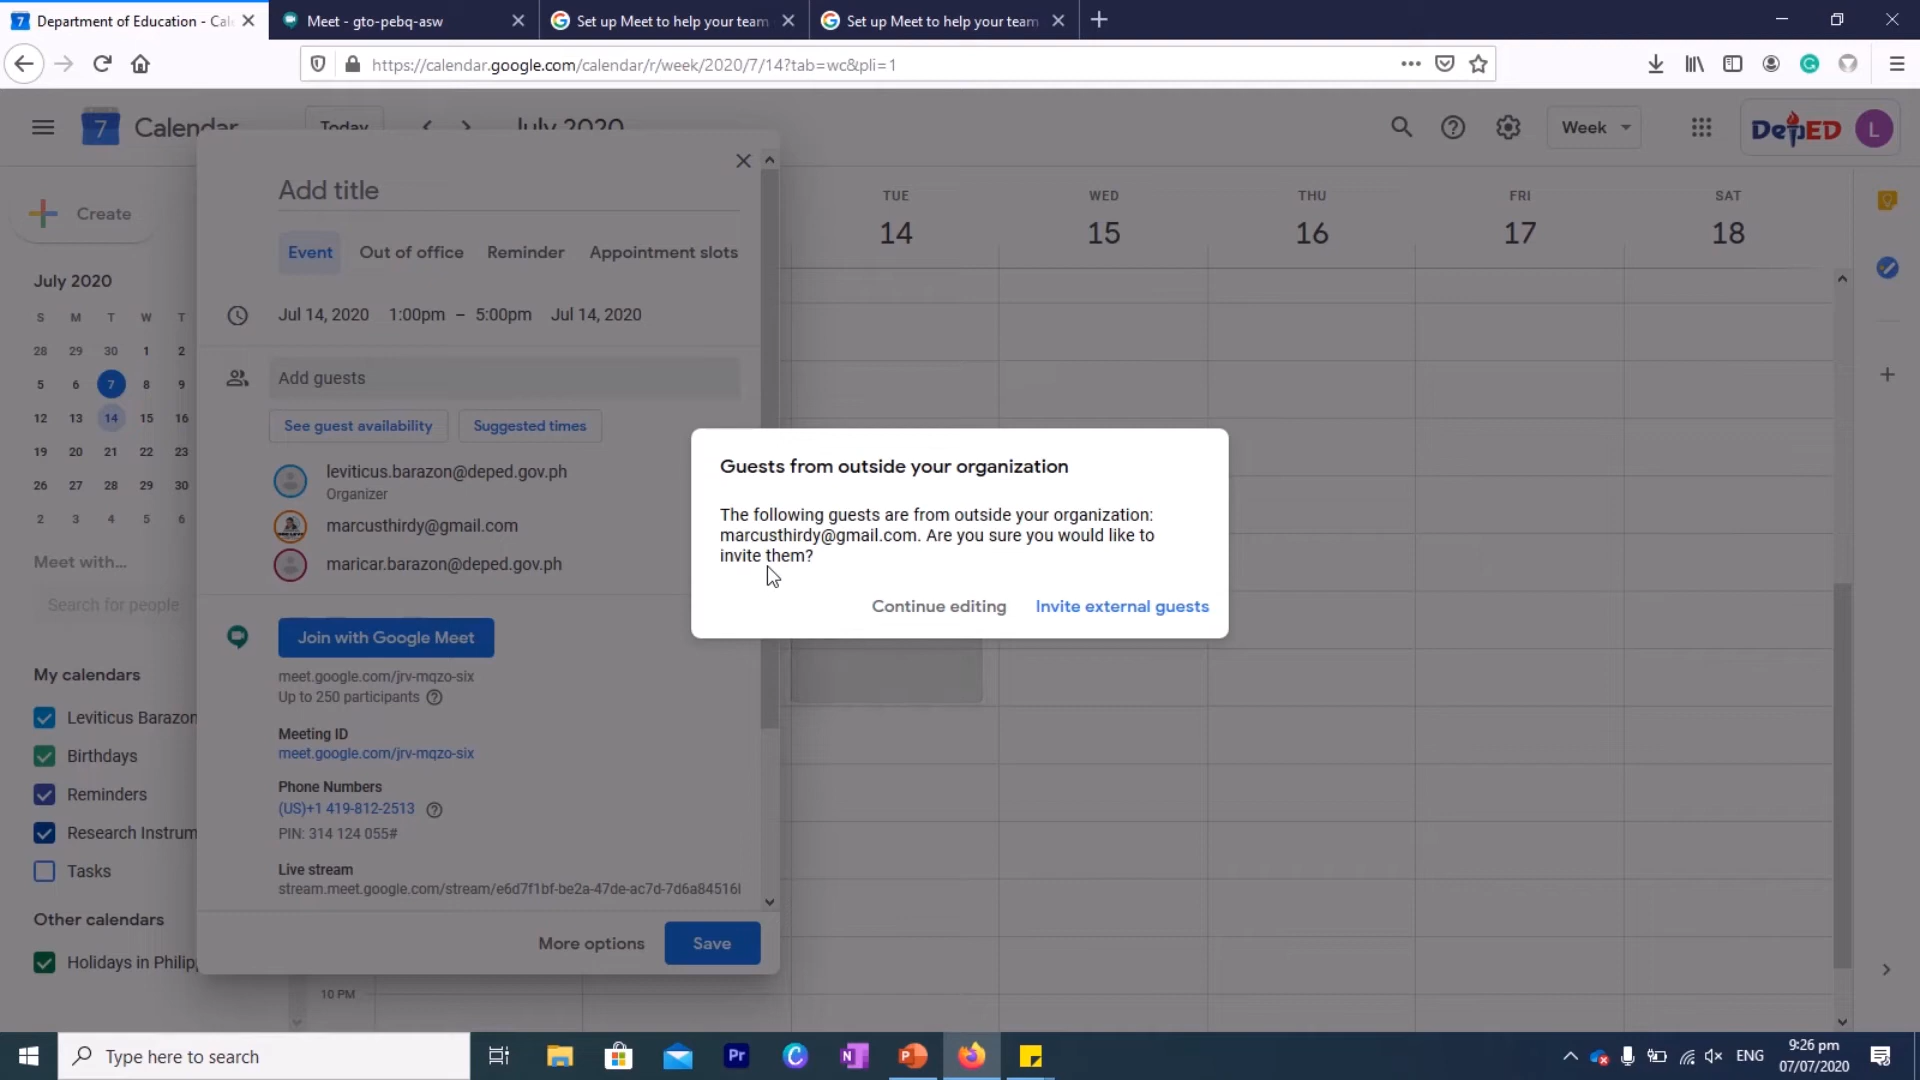 Department of Education - Cal
Meet - gto-pebq-asw
Set up Meet to help your team
Set up Meet to help your team
https://calendar.google.com/calendar/r/week/2020/7/14?tab=wc&pli=1
7 Calendar
Today
July 2020
Week
DepED
L
Create
Add title
Event Out of office Reminder Appointment slots
TUE WED THU FRI SAT
14 15 16 17 18
July 2020
S M T W T
28 29 30 1 2
5 6 7 8 9
12 13 14 15 16
19 20 21 22 23
26 27 28 29 30
2 3 4 5 6
Jul 14, 2020 1:00pm – 5:00pm Jul 14, 2020
Add guests
See guest availability
Suggested times
leviticus.barazon@deped.gov.ph
Organizer
marcusthirdy@gmail.com
maricar.barazon@deped.gov.ph
Guests from outside your organization
The following guests are from outside your organization:
marcusthirdy@gmail.com. Are you sure you would like to
invite them?
Continue editing
Invite external guests
Meet with...
Search for people
Join with Google Meet
meet.google.com/jrv-mqzo-six
Up to 250 participants
Meeting ID
meet.google.com/jrv-mqzo-six
Phone Numbers
(US)+1 419-812-2513
PIN: 314 124 055#
Live stream
stream.meet.google.com/stream/e6d7f1bf-be2a-47de-ac7d-7d6a84516l
My calendars
Leviticus Barazon
Birthdays
Reminders
Research Instrum
Tasks
Other calendars
Holidays in Philip
More options
Save
10 PM
Type here to search
Pr
ENG
9:26 pm
07/07/2020